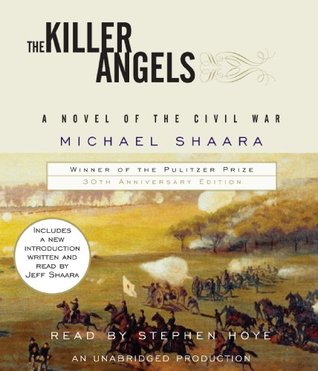 THE KILLER
ANGELS
A NOVEL OF THE CIVIL WAR
MICHAEL SHAARA
WINNER OF THE PULITZER PRIZE
30TH ANNIVERSARY EDITION
INCLUDES
A NEW
INTRODUCTION
WRITTEN AND
READ BY
JEFF SHAARA
READ BY STEPHEN HOYE
AN UNABRIDGED PRODUCTION